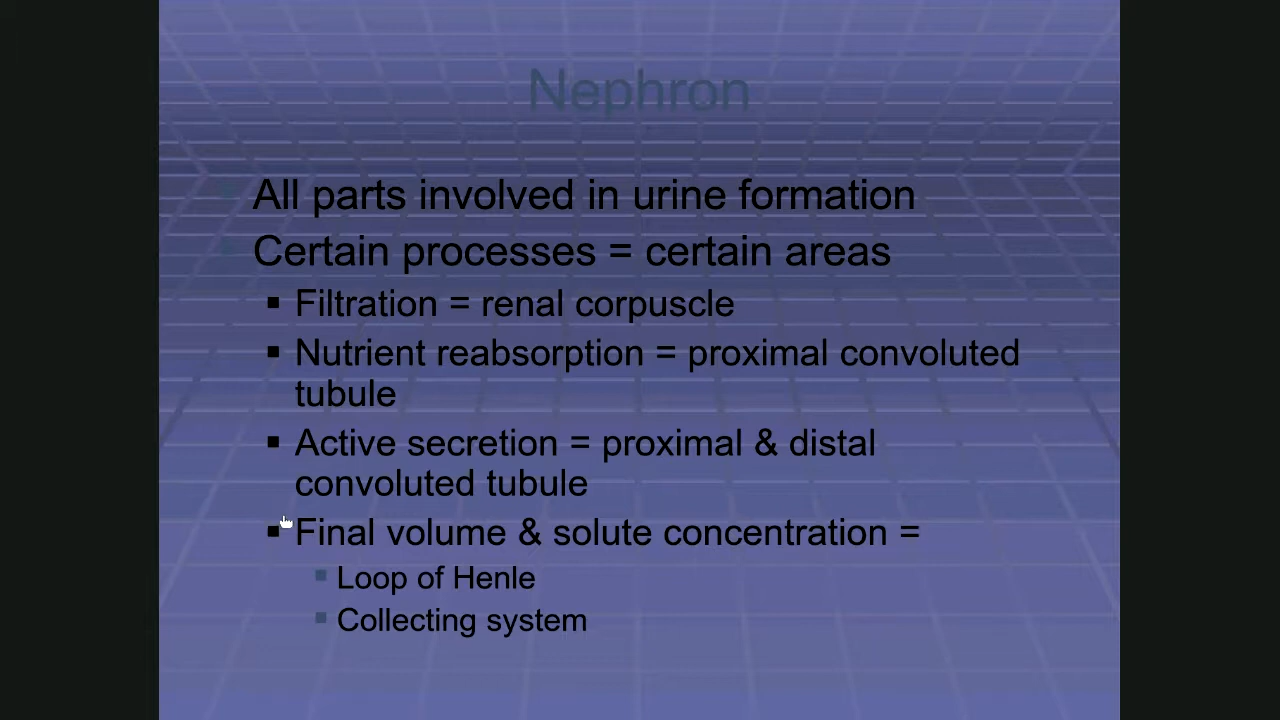 Nephron
All parts involved in urine formation
Certain processes = certain areas
Filtration = renal corpuscle
Nutrient reabsorption = proximal convoluted
tubule
Active secretion = proximal & distal
convoluted tubule
Final volume & solute concentration =
Loop of Henle
Collecting system